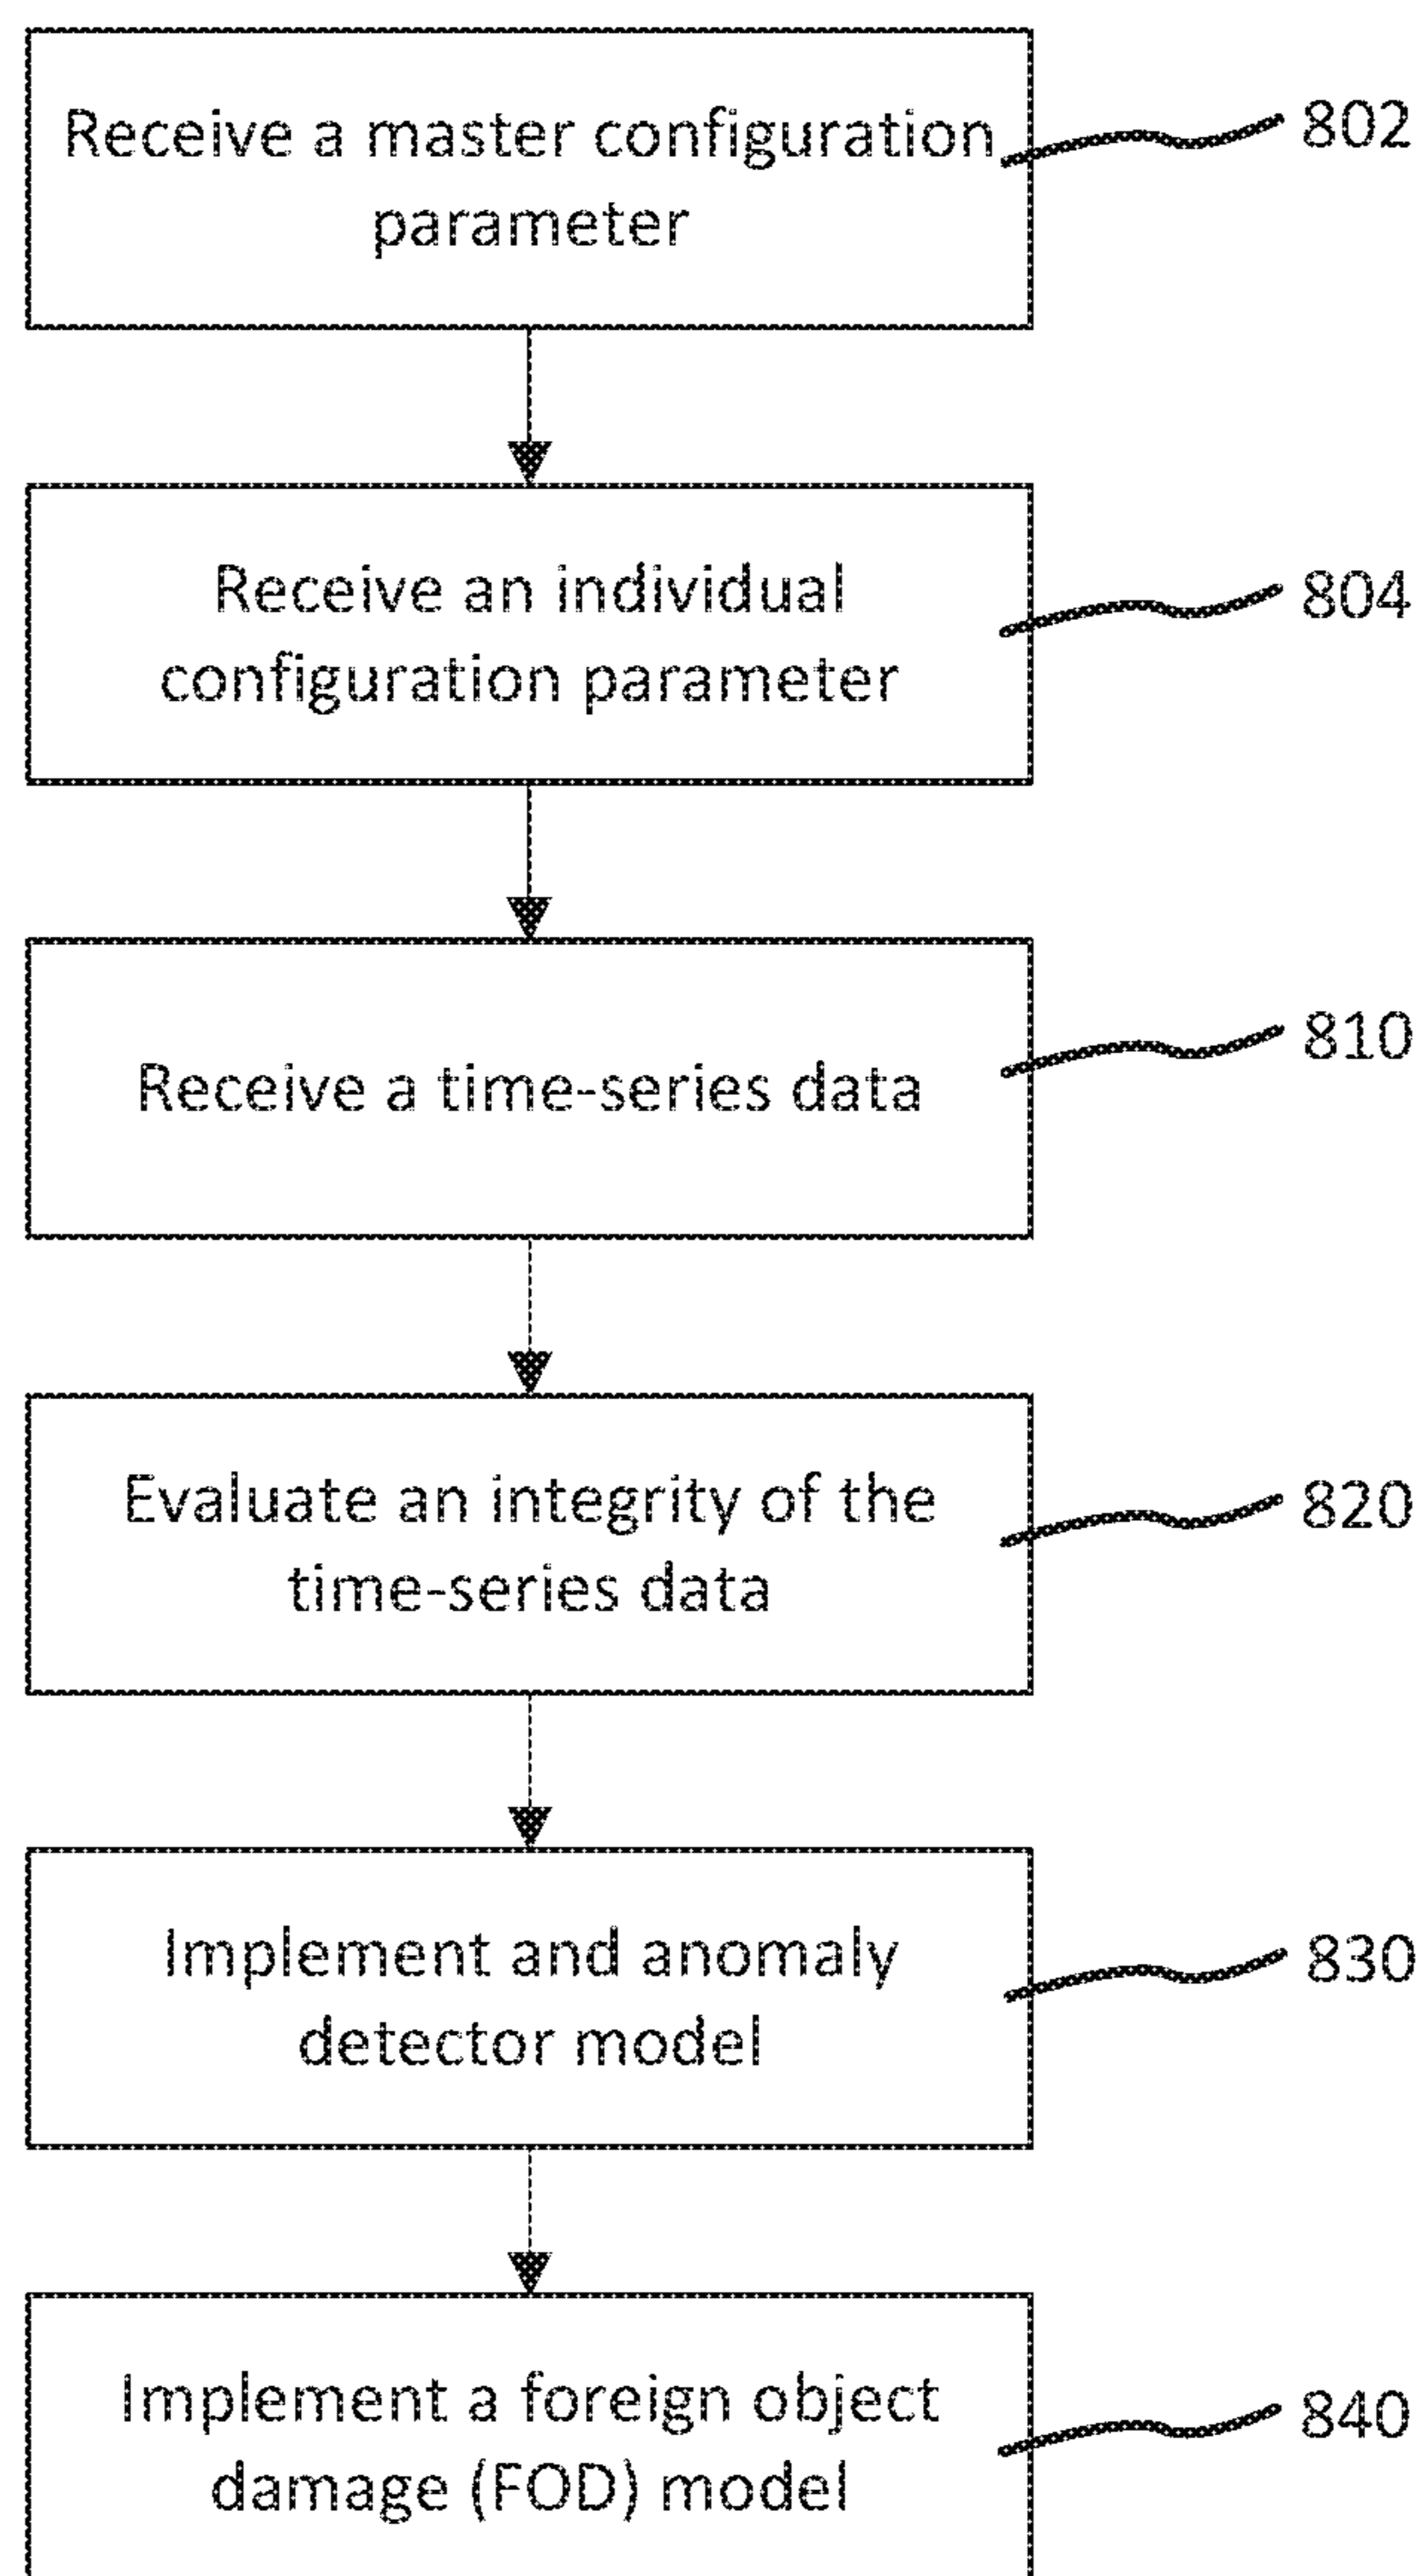 Receive a master configuration
parameter
802
Receive an individual
configuration parameter
804
Receive a time-series data
810
Evaluate an integrity of the
time-series data
820
Implement and anomaly
detector model
830
Implement a foreign object
damage (FOD) model
840